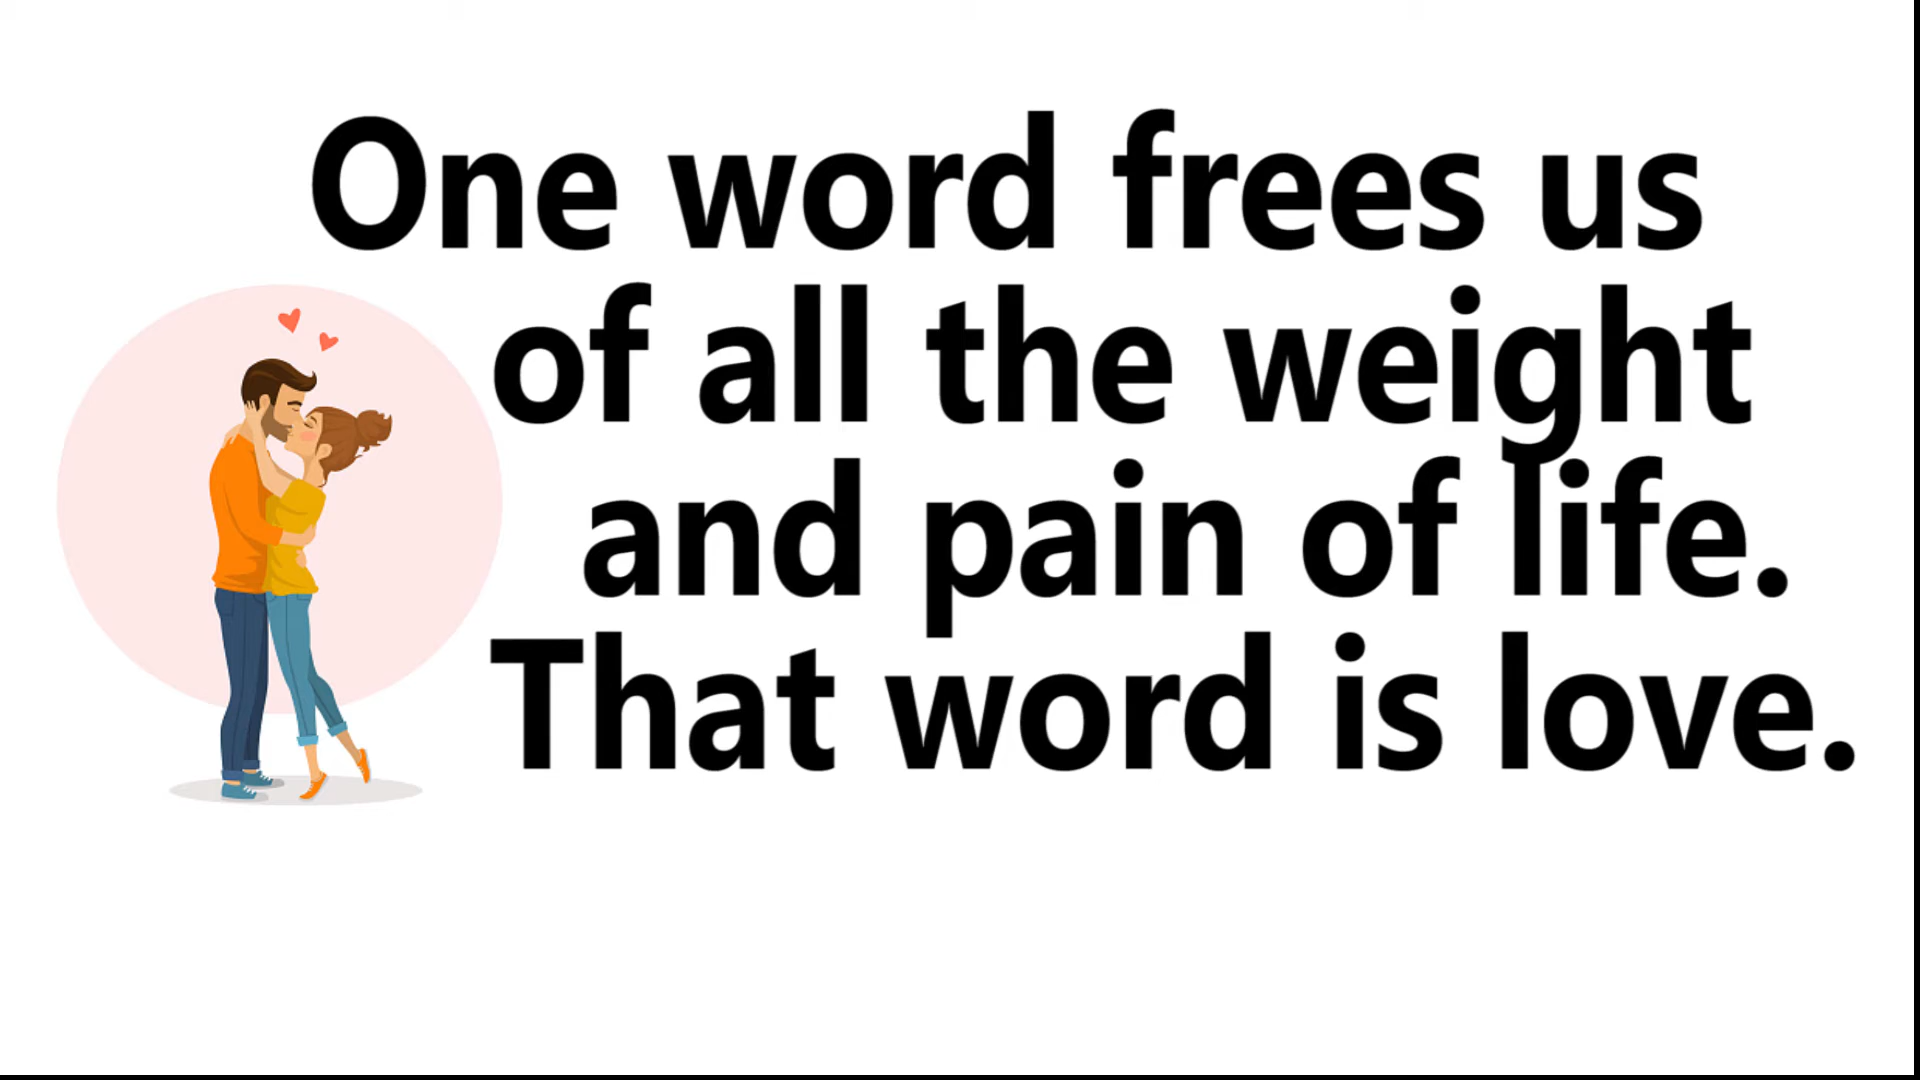 One word frees us
of all the weight
and pain of life.
That word is love.